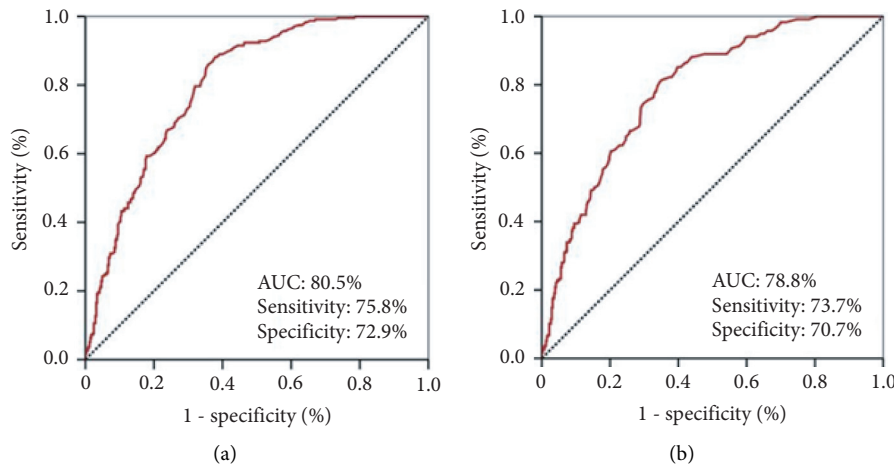 1.0
0.8
0.6
0.4
0.2
0.0
Sensitivity (%)
AUC: 80.5%
Sensitivity: 75.8%
Specificity: 72.9%
0 0.2 0.4 0.6 0.8 1.0
1 - specificity (%)
(a)
1.0
0.8
0.6
0.4
0.2
0.0
Sensitivity (%)
AUC: 78.8%
Sensitivity: 73.7%
Specificity: 70.7%
0 0.2 0.4 0.6 0.8 1.0
1 - specificity (%)
(b)